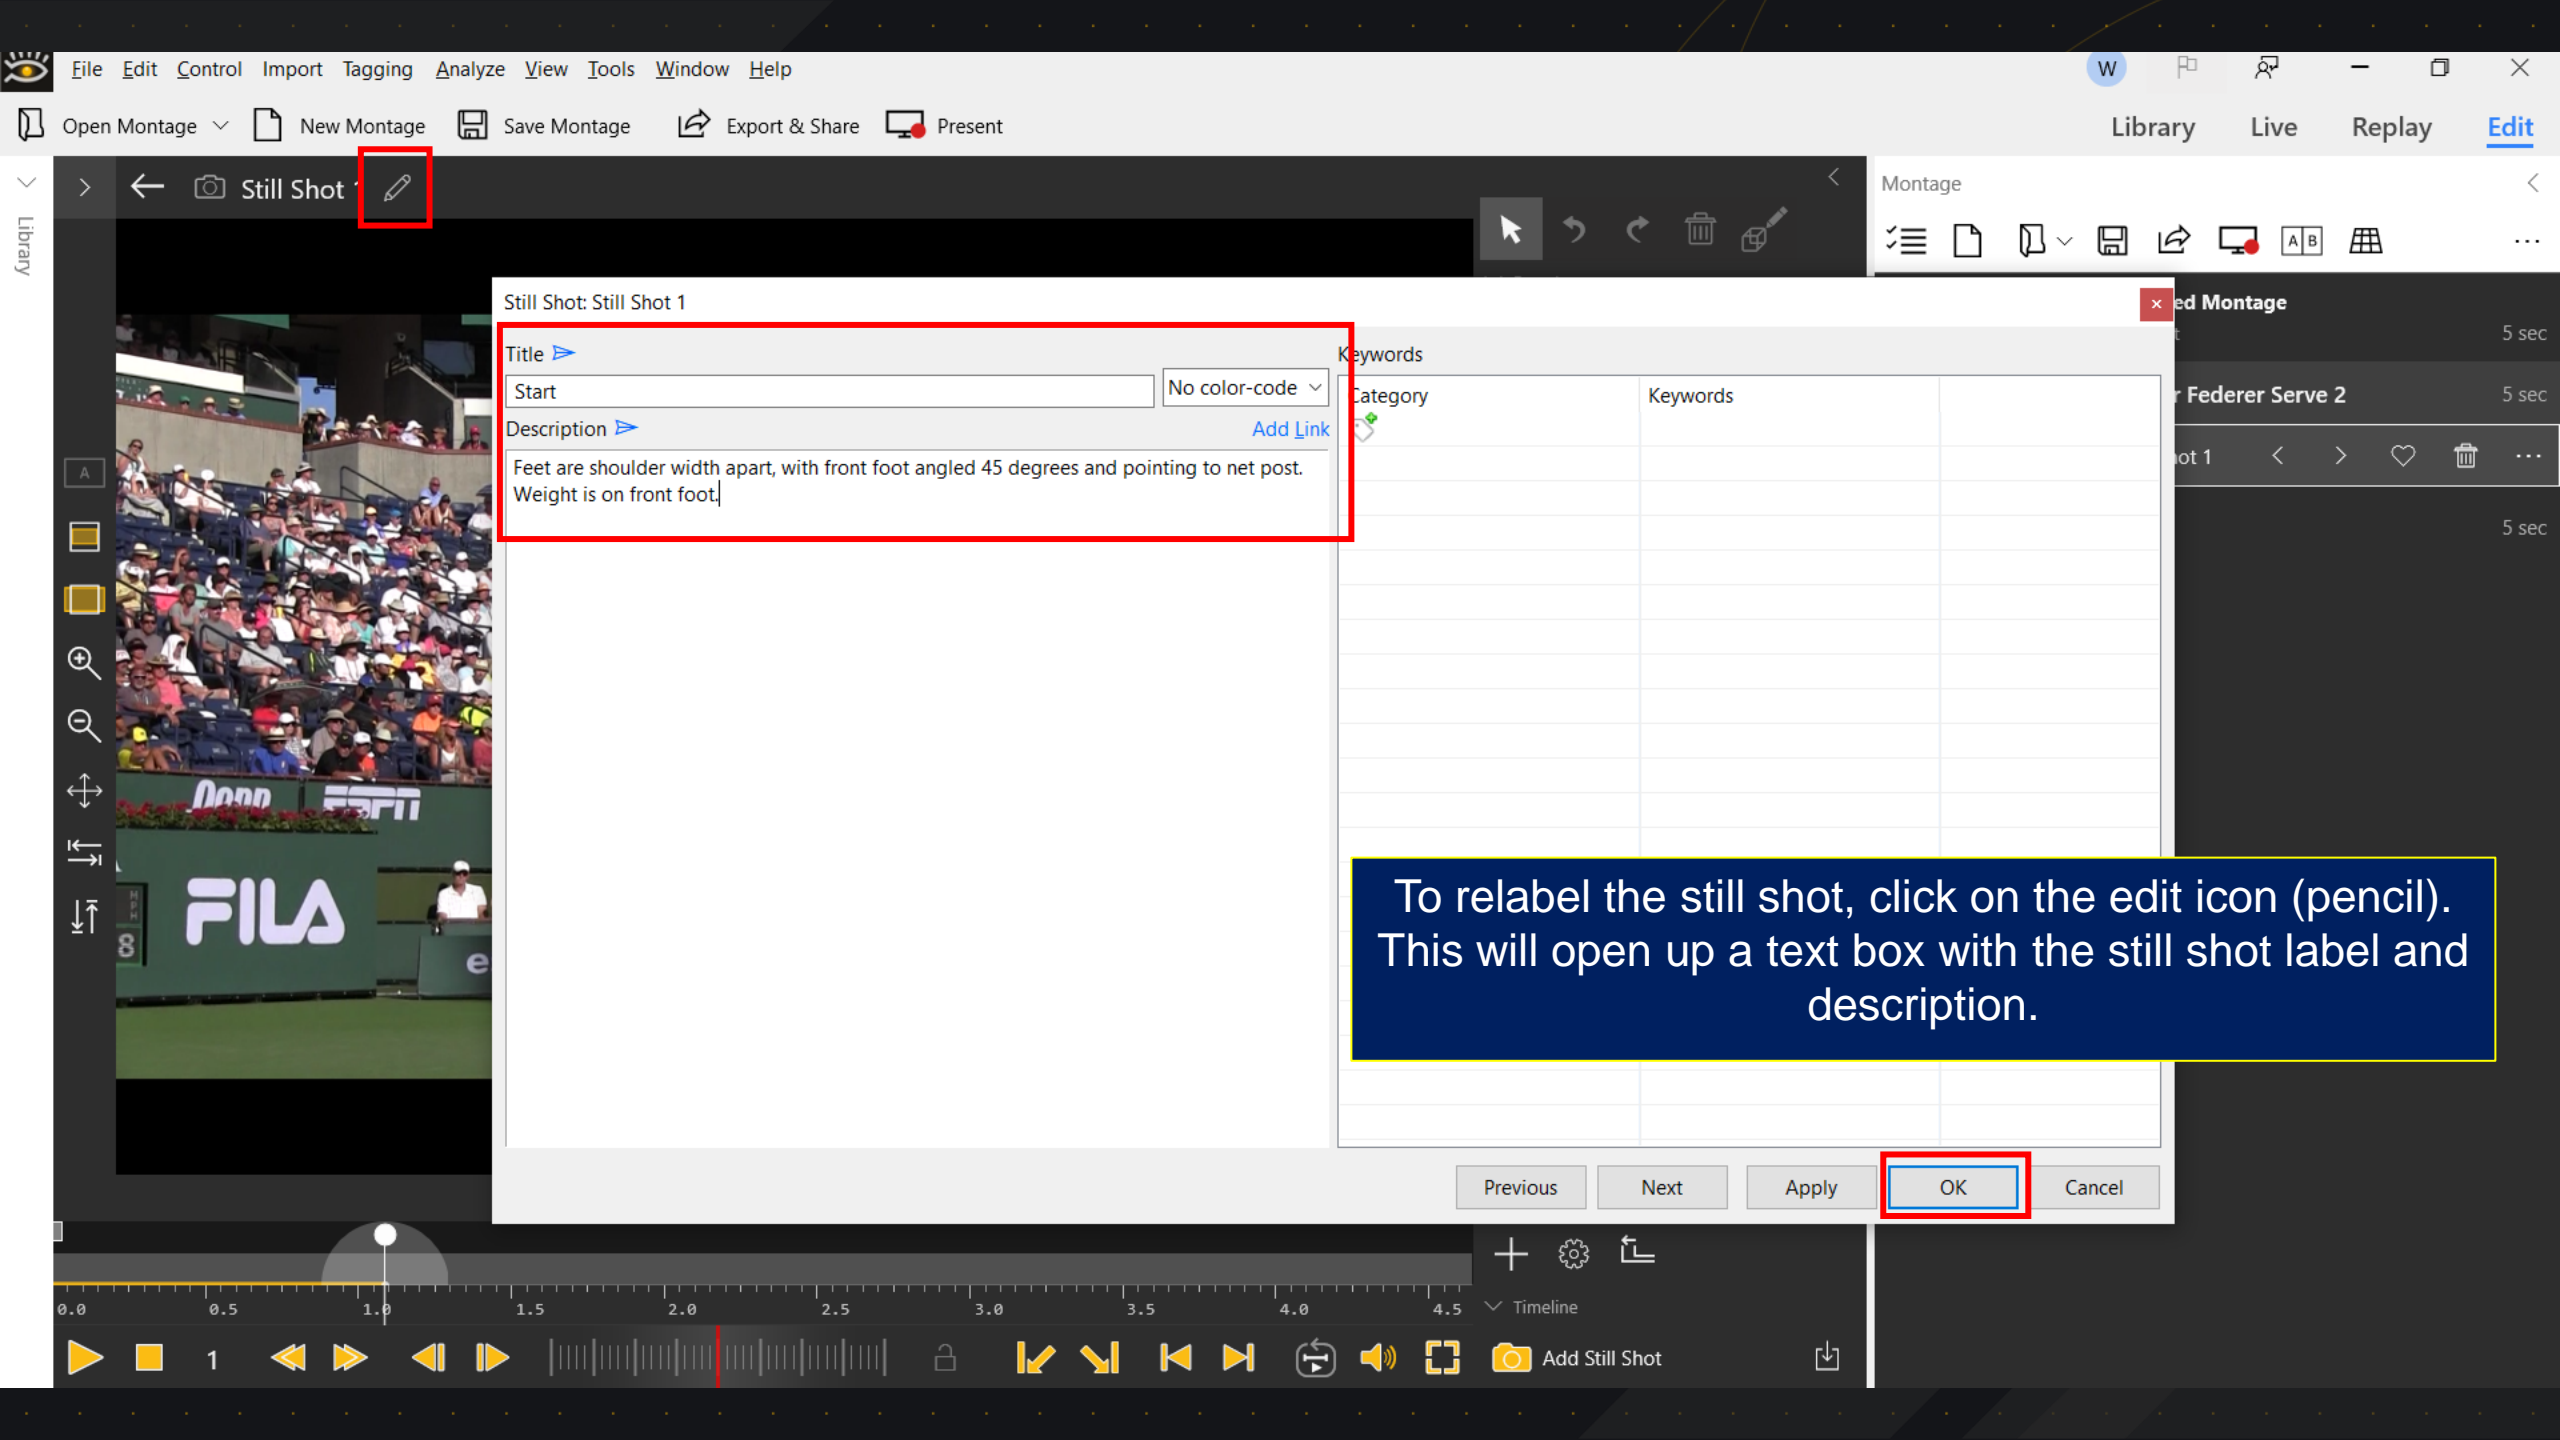 File Edit Control Import Tagging Analyze View Tools Window Help
W
Open Montage New Montage Save Montage Export & Share Present
Library Live Replay Edit
Library
Still Shot
Montage
A B
Still Shot: Still Shot 1
ed Montage
5 sec
Title
Keywords
Start
No color-code
Category Keywords
r Federer Serve 2
5 sec
Description
Add Link
Feet are shoulder width apart, with front foot angled 45 degrees and pointing to net post.
Weight is on front foot.
ot 1
A
5 sec
ESPN
FILA
8
e
To relabel the still shot, click on the edit icon (pencil).
This will open up a text box with the still shot label and
description.
Previous Next Apply OK Cancel
0.0 0.5 1.0 1.5 2.0 2.5 3.0 3.5 4.0 4.5
Timeline
1
Add Still Shot